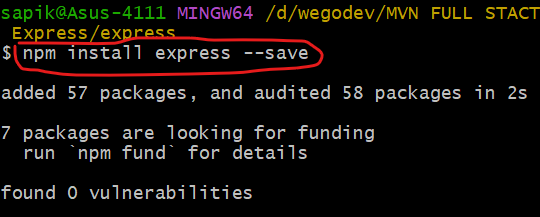 sapik@Asus-4111 MINGW64 /d/wegodev/MVN FULL STACT
Express/express
$ npm install express --save
added 57 packages, and audited 58 packages in 2s
7 packages are looking for funding
run `npm fund` for details
found 0 vulnerabilities